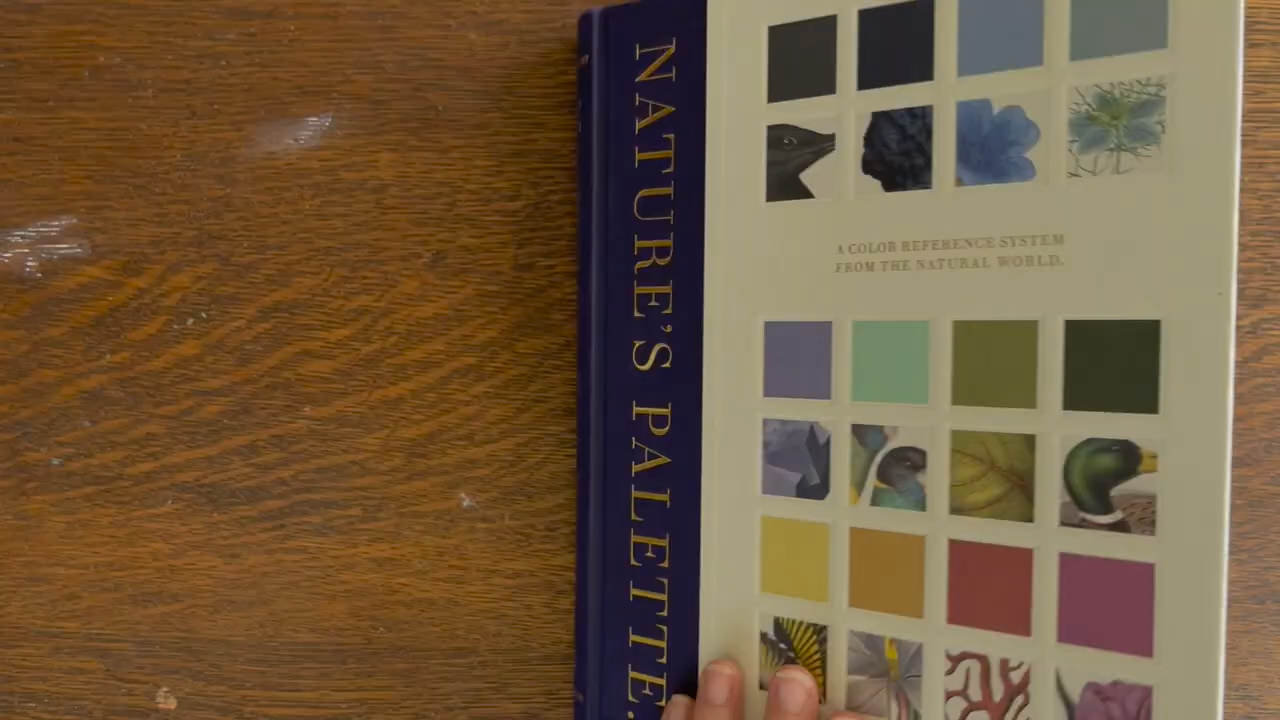 NATURE'S PALETTE.
A COLOR REFERENCE SYSTEM
FROM THE NATURAL WORLD.